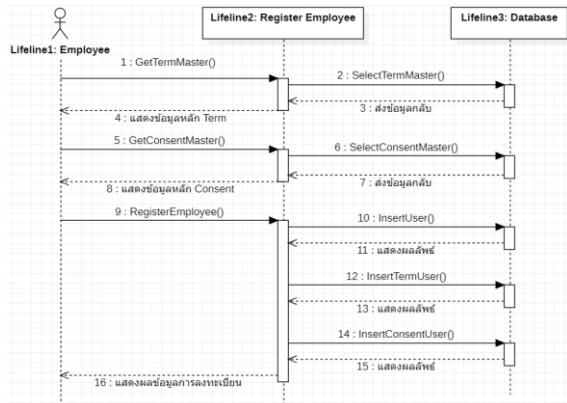 Lifeline1: Employee
Lifeline2: Register Employee
Lifeline3: Database
1 : GetTermMaster()
2 : SelectTermMaster()
3 : ส่งข้อมูลกลับ
4 : แสดงข้อมูลหลัก Term
5 : GetConsentMaster()
6 : SelectConsentMaster()
7 : ส่งข้อมูลกลับ
8 : แสดงข้อมูลหลัก Consent
9 : RegisterEmployee()
10 : InsertUser()
11 : แสดงผลลัพธ์
12 : InsertTermUser()
13 : แสดงผลลัพธ์
14 : InsertConsentUser()
15 : แสดงผลลัพธ์
16 : แสดงผลข้อมูลการลงทะเบียน